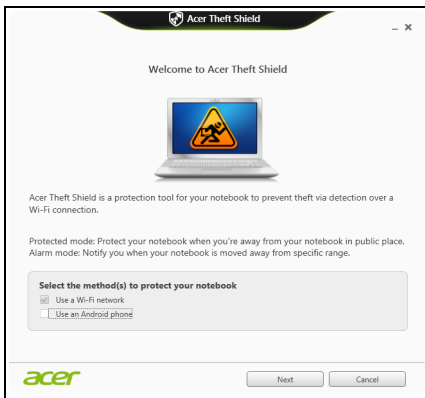 Acer Theft Shield
Welcome to Acer Theft Shield
Acer Theft Shield is a protection tool for your notebook to prevent theft via detection over a
Wi-Fi connection.
Protected mode: Protect your notebook when you're away from your notebook in public place.
Alarm mode: Notify you when your notebook is moved away from specific range.
Select the method(s) to protect your notebook
Use a Wi-Fi network
Use an Android phone
acer
Next
Cancel